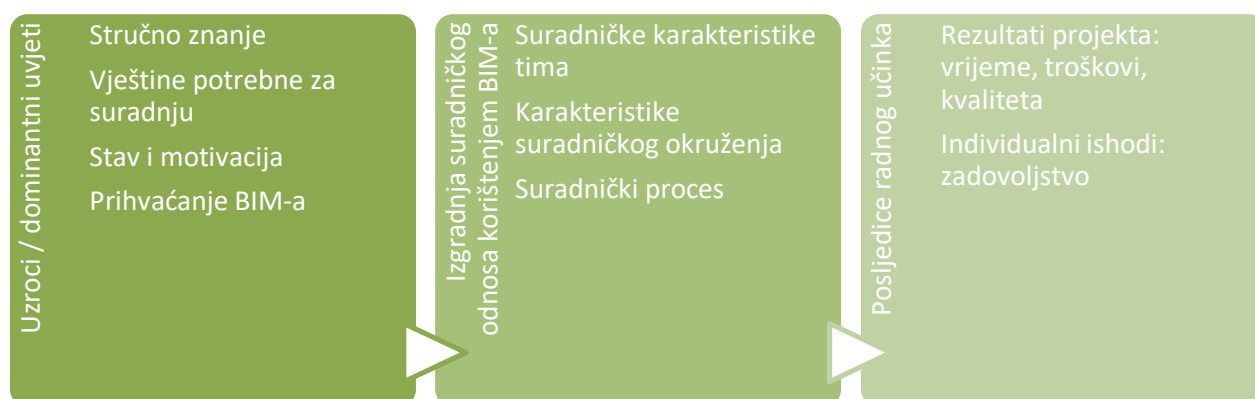 Uzroci / dominantni uvjeti
Stručno znanje
Vještine potrebne za
suradnju
Stav i motivacija
Prihvaćanje BIM-a
Izgradnja suradničkog
odnosa korištenjem BIM-a
Suradničke karakteristike
tima
Karakteristike
suradničkog okruženja
Suradnički proces
Posljedice radnog učinka
Rezultati projekta:
vrijeme, troškovi,
kvaliteta
Individualni ishodi:
zadovoljstvo